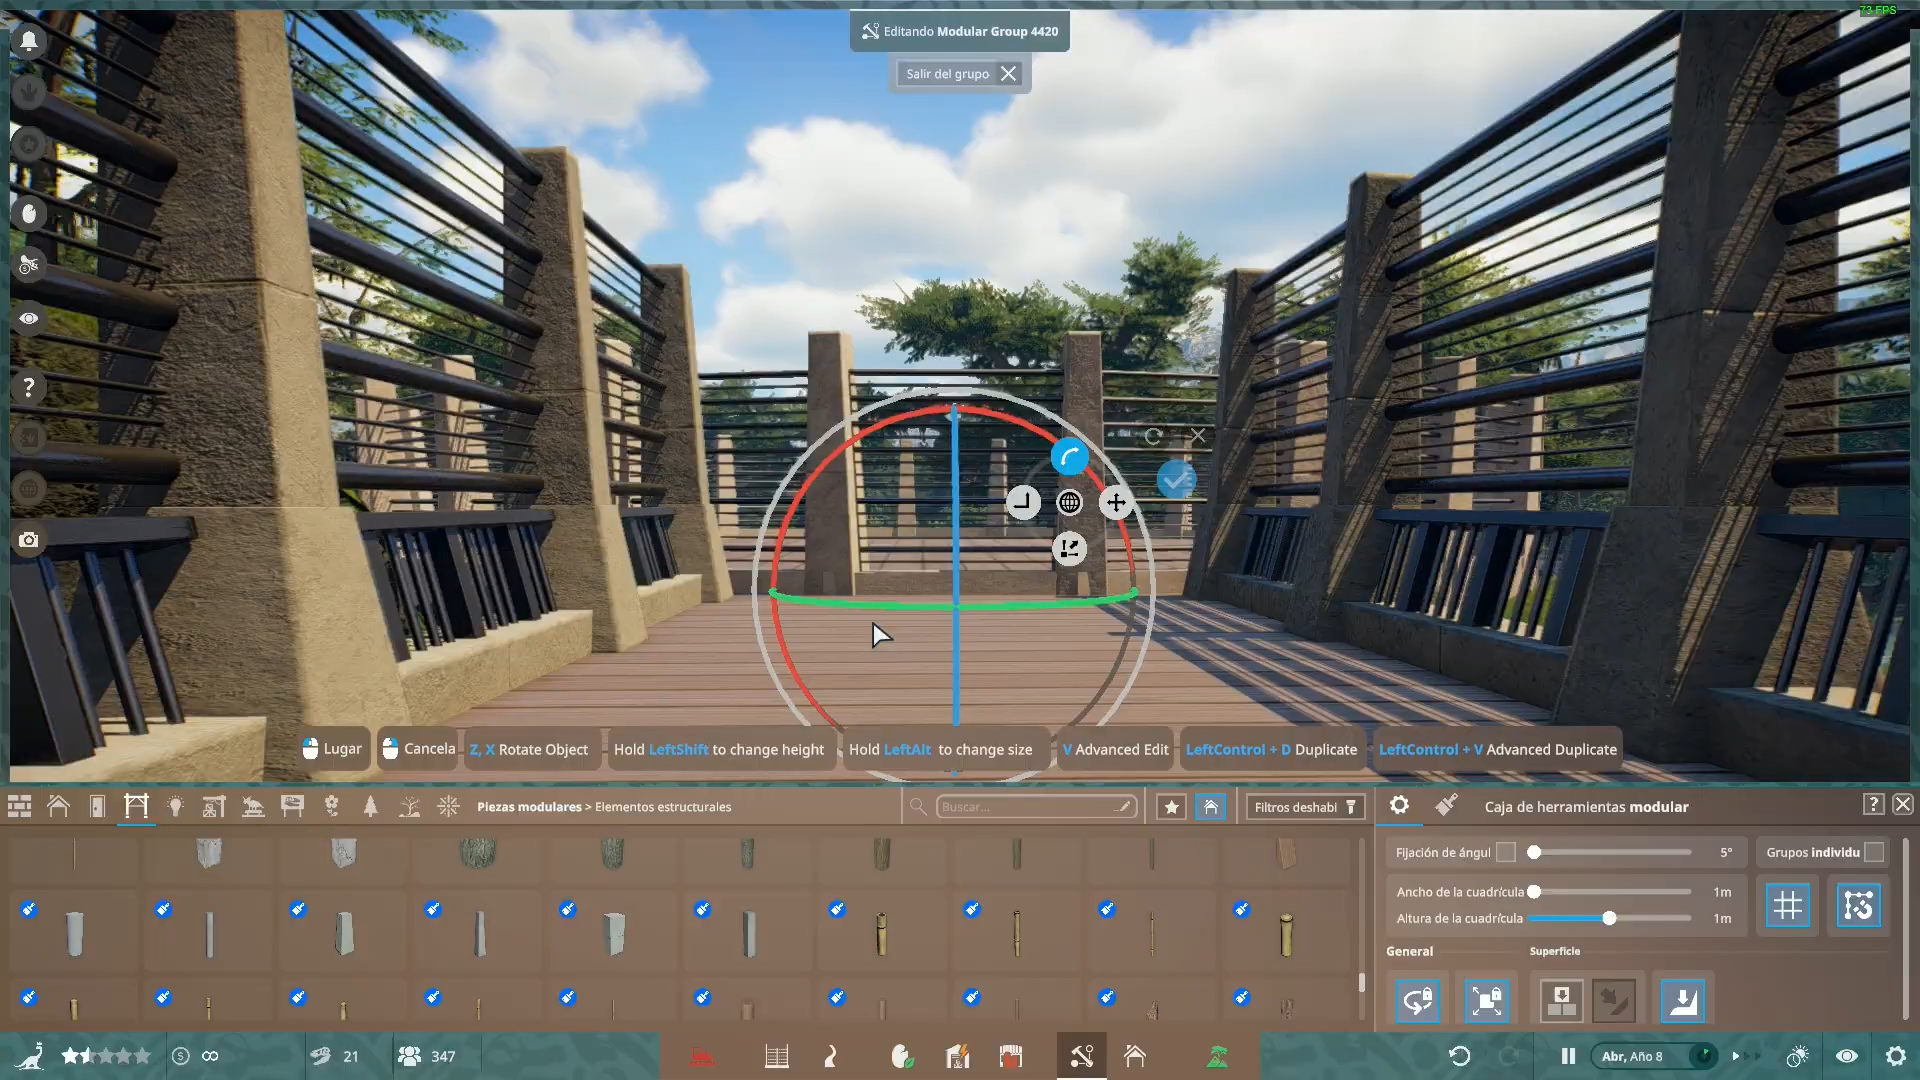 73 FPS
Editando Modular Group 4420
Salir del grupo
Lugar
Cancela
Z, X Rotate Object
Hold LeftShift to change height
Hold LeftAlt to change size
V Advanced Edit
LeftControl + D Duplicate
LeftControl + V Advanced Duplicate
Piezas modulares > Elementos estructurales
Buscar...
Filtros deshabi
Caja de herramientas modular
?
Fijación de ángul
5°
Grupos individu
Ancho de la cuadrícula
1m
Altura de la cuadrícula
1m
General
Superficie
21
347
Abr, Año 8